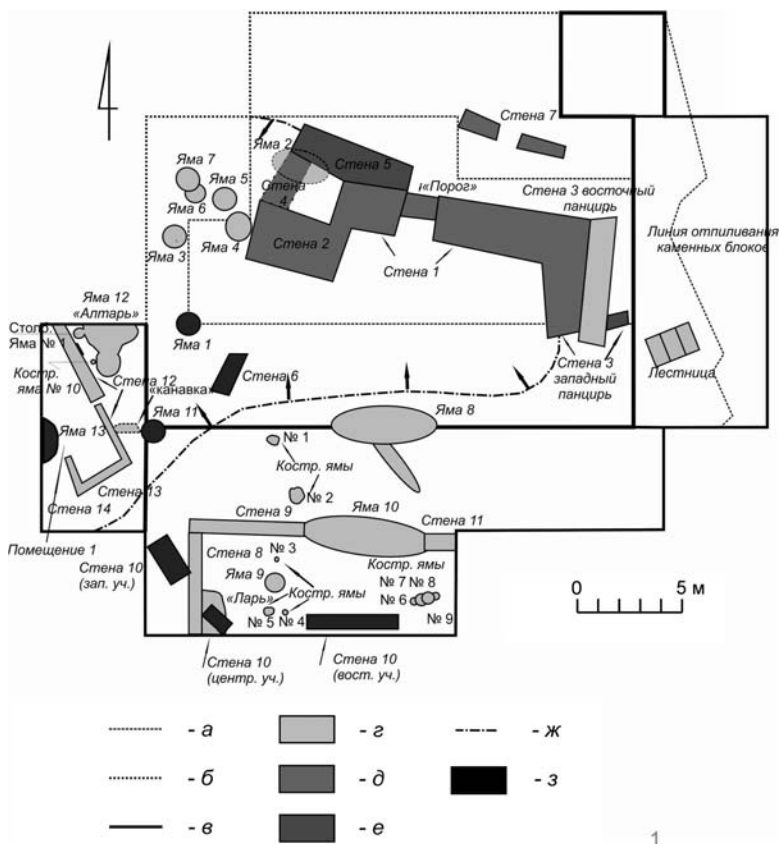 Стена 7
Яма 7
Яма 2
Стена 5
Яма 5
Стена
4
«Порог»
Стена 3 восточный
панцирь
Яма 6
Яма 3
Яма 4
Стена 2
Стена 1
Линия отпиливания
каменных блоков
Яма 12
«Алтарь»
Столб.
Яма № 1
Яма 1
Костр.
яма № 10
Стена 12
Стена 6
Стена 3
западный
панцирь
Лестница
«канавка»
Яма 11
Яма 8
Яма 13
№ 1
Костр. ямы
№ 2
Стена 13
Стена 14
Стена 9
Яма 10
Стена 11
Помещение 1
Стена 10
(зап. уч.)
Стена 8
№ 3
Костр. ямы
Яма 9
№ 7 № 8
«Ларь»
Костр. ямы
№ 6
№ 5
№ 4
№ 9
0
5 м
Стена 10
(центр. уч.)
Стена 10
(вост. уч.)
- а
- г
- ж
- б
- д
- з
- в
- е
1